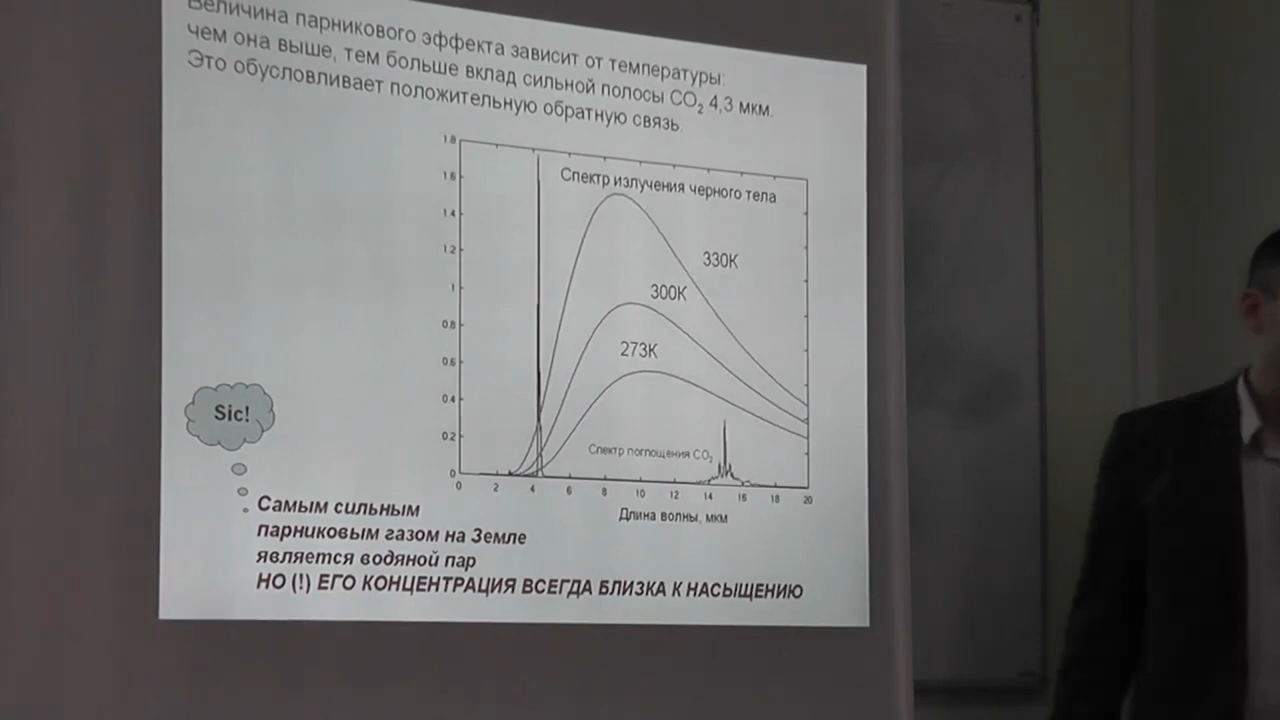 Величина парникового эффекта зависит от температуры:
чем она выше, тем больше вклад сильной полосы CO2 4,3 мкм.
Это обусловливает положительную обратную связь.
Спектр излучения черного тела
330K
300K
273K
Спектр поглощения CO2
1.8
1.6
1.4
1.2
1
0.8
0.6
0.4
0.2
0
0 2 4 6 8 10 12 14 16 18 20
Длина волны, мкм
Sic!
Самым сильным
парниковым газом на Земле
является водяной пар
НО (!) ЕГО КОНЦЕНТРАЦИЯ ВСЕГДА БЛИЗКА К НАСЫЩЕНИЮ